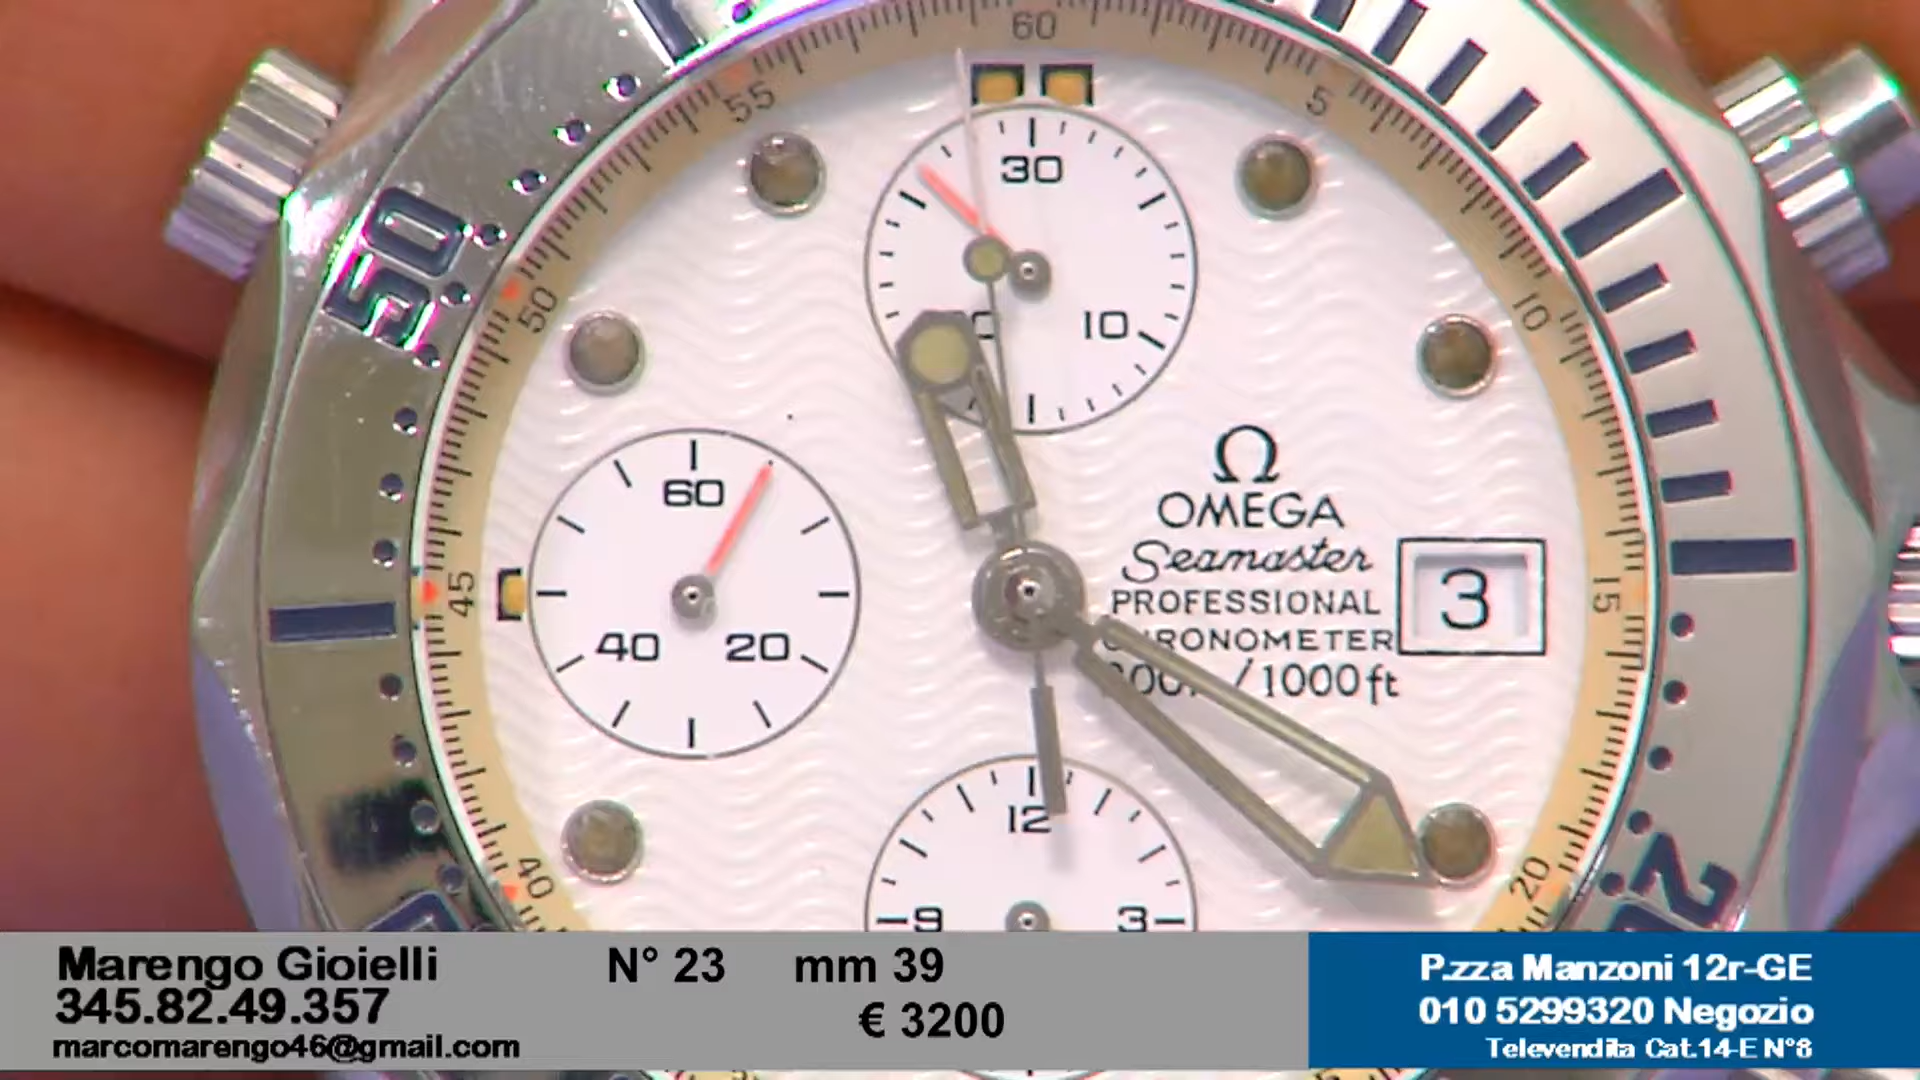 60
55
5
50
50
30
10
10
60
40
20
45
Ω
OMEGA
Seamaster
PROFESSIONAL
/1000ft
3
15
12
9
3
40
20
Marengo Gioielli
345.82.49.357
marcomarengo46@gmail.com
N° 23
mm 39
€ 3200
P.zza Manzoni 12r-GE
010 5299320 Negozio
Televendita Cat.14-E N°8